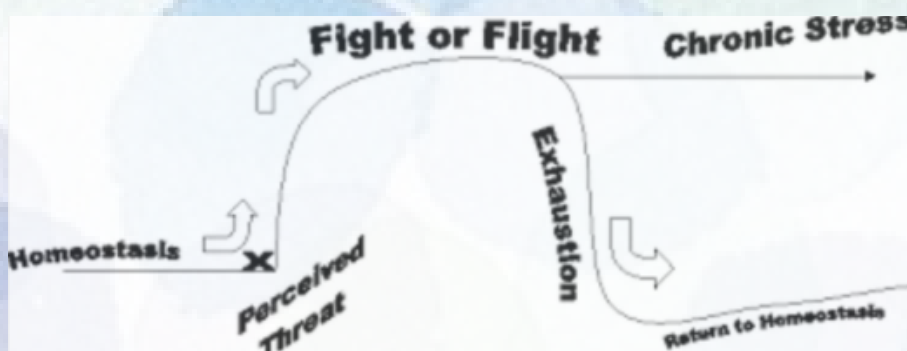 Fight or Flight
Chronic Stress
Homeostasis
X
Perceived
Threat
Exhaustion
Return to Homeostasis